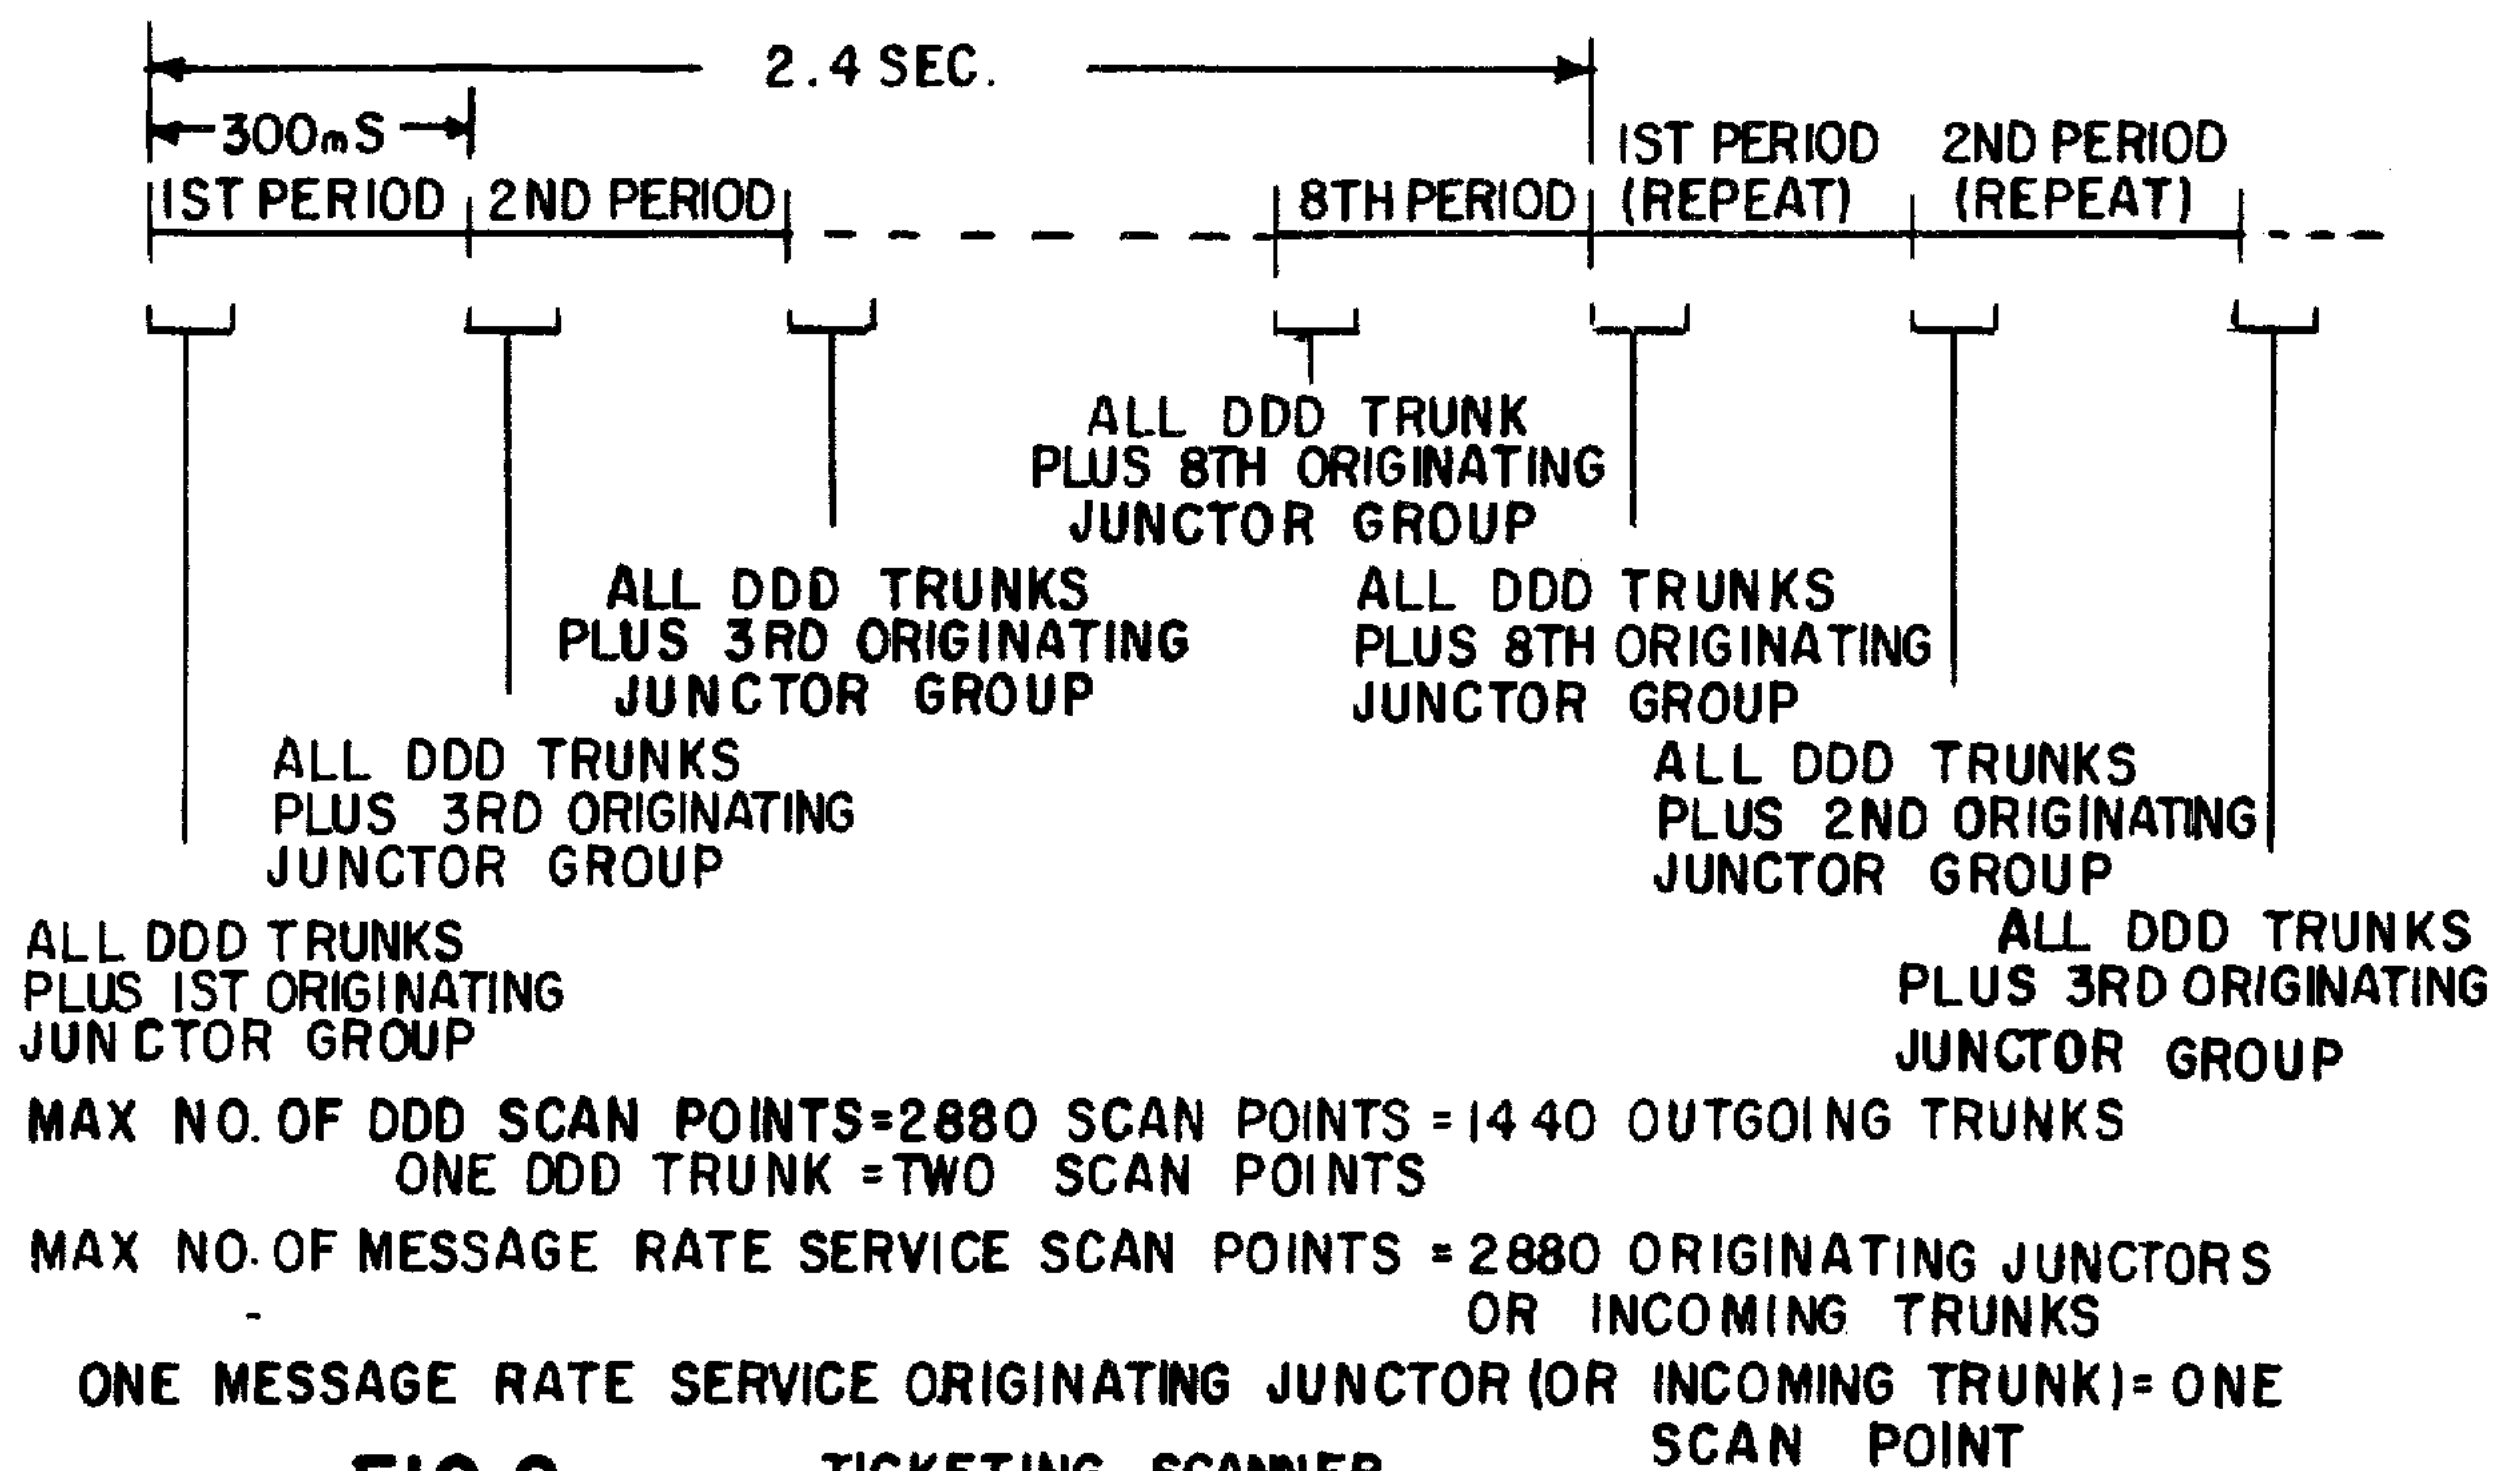 2.4 SEC.
300mS
1ST PERIOD
2ND PERIOD
8TH PERIOD
1ST PERIOD
(REPEAT)
2ND PERIOD
(REPEAT)
ALL DDD TRUNK
PLUS 8TH ORIGINATING
JUNCTOR GROUP
ALL DDD TRUNKS
PLUS 3RD ORIGINATING
JUNCTOR GROUP
ALL DDD TRUNKS
PLUS 8TH ORIGINATING
JUNCTOR GROUP
ALL DDD TRUNKS
PLUS 3RD ORIGINATING
JUNCTOR GROUP
ALL DDD TRUNKS
PLUS 2ND ORIGINATING
JUNCTOR GROUP
ALL DDD TRUNKS
PLUS 1ST ORIGINATING
JUNCTOR GROUP
ALL DDD TRUNKS
PLUS 3RD ORIGINATING
JUNCTOR GROUP
MAX NO. OF DDD SCAN POINTS=2880 SCAN POINTS =1440 OUTGOING TRUNKS
ONE DDD TRUNK =TWO SCAN POINTS
MAX NO. OF MESSAGE RATE SERVICE SCAN POINTS =2880 ORIGINATING JUNCTORS
OR INCOMING TRUNKS
ONE MESSAGE RATE SERVICE ORIGINATING JUNCTOR (OR INCOMING TRUNK)= ONE
SCAN POINT
TICKETING SCANNER